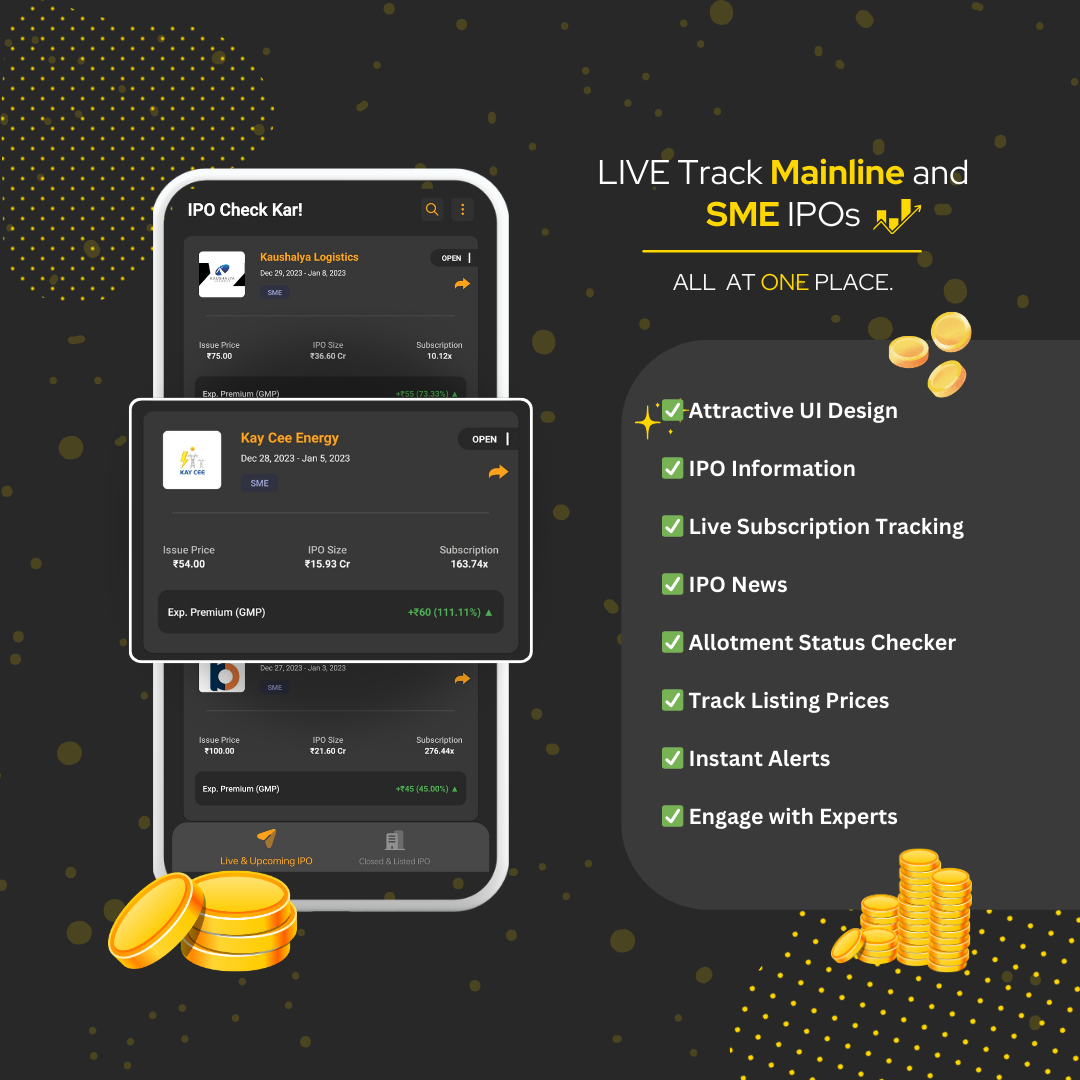 LIVE Track Mainline and
SME IPOs
ALL AT ONE PLACE.
IPO Check Kar!
Kaushalya Logistics
OPEN
Dec 29, 2023 - Jan 8, 2023
SME
KAUSHALYA
Issue Price
IPO Size
Subscription
₹75.00
₹36.60 Cr
10.12x
Exp. Premium (GMP)
+₹55 (73.33%) ▲
Kay Cee Energy
OPEN
Dec 28, 2023 - Jan 5, 2023
KAY CEE
SME
Issue Price
IPO Size
Subscription
₹54.00
₹15.93 Cr
163.74x
Exp. Premium (GMP)
+₹60 (111.11%) ▲
Dec 27, 2023 - Jan 3, 2023
SME
Issue Price
IPO Size
Subscription
₹100.00
₹21.60 Cr
276.44x
Exp. Premium (GMP)
+₹45 (45.00%) ▲
Live & Upcoming IPO
Closed & Listed IPO
✅ Attractive UI Design
✅ IPO Information
✅ Live Subscription Tracking
✅ IPO News
✅ Allotment Status Checker
✅ Track Listing Prices
✅ Instant Alerts
✅ Engage with Experts